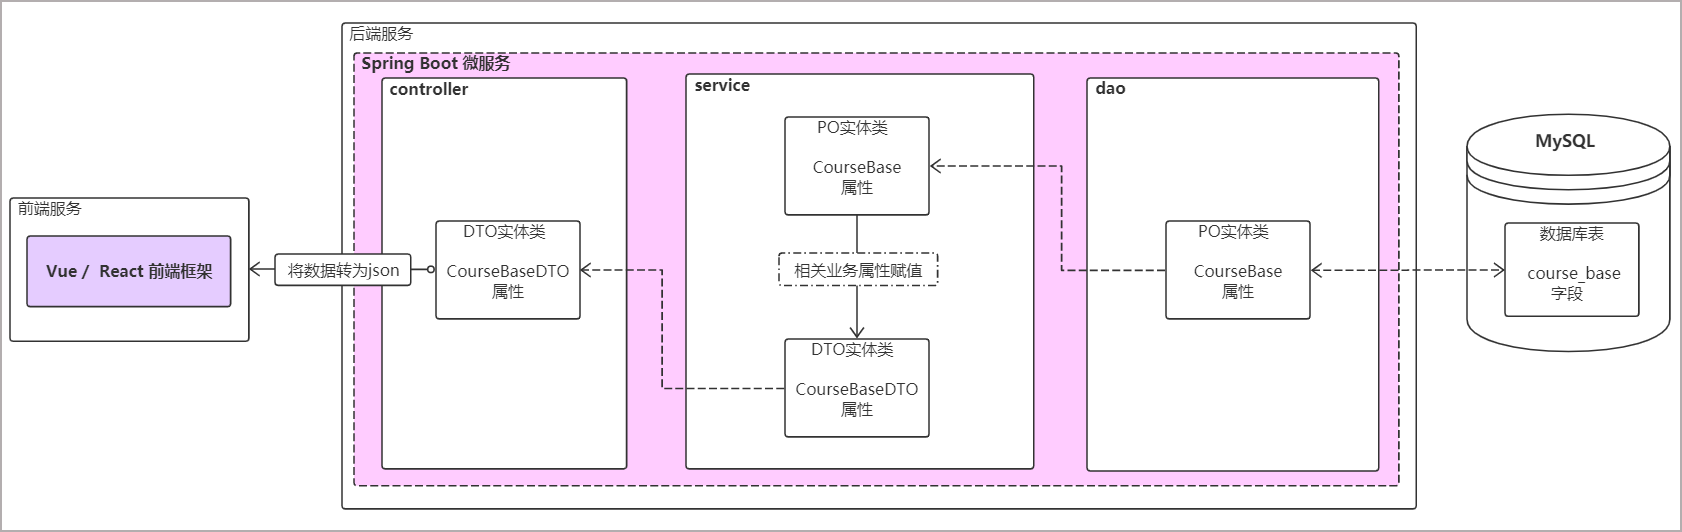 后端服务
Spring Boot 微服务
controller
service
dao
PO实体类
CourseBase
属性
MySQL
前端服务
Vue /  React 前端框架
将数据转为json
DTO实体类
CourseBaseDTO
属性
相关业务属性赋值
PO实体类
CourseBase
属性
数据库表
course_base
字段
DTO实体类
CourseBaseDTO
属性